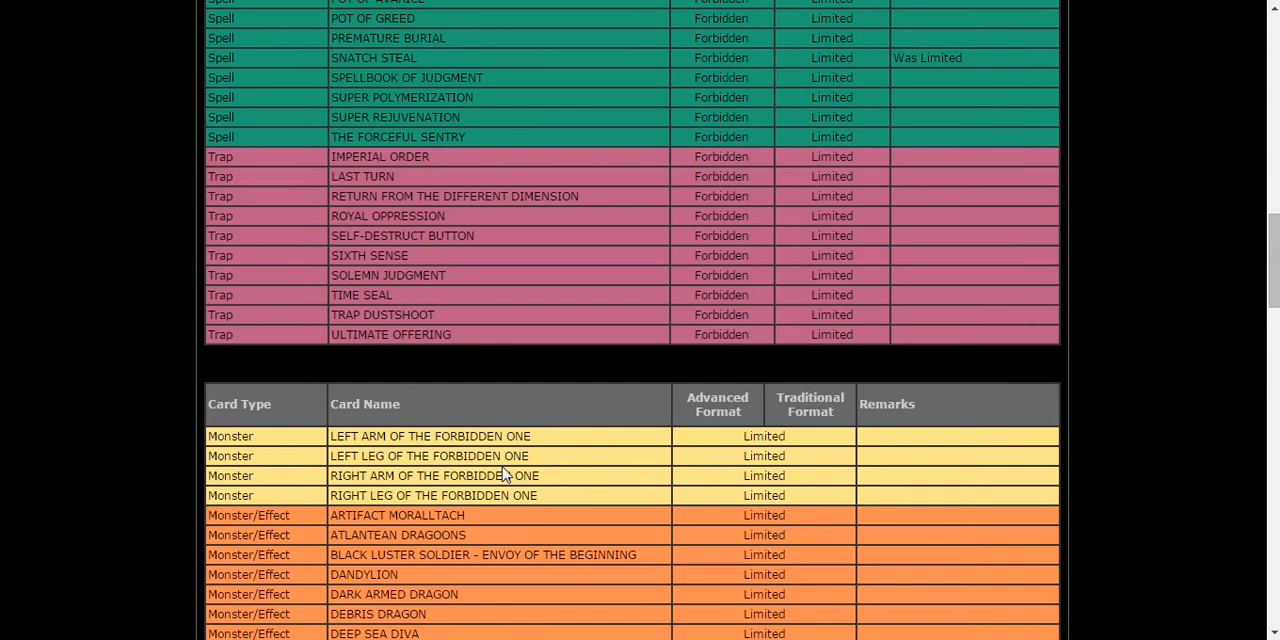 Spell POT OF AVARICE Forbidden Limited
Spell POT OF GREED Forbidden Limited
Spell PREMATURE BURIAL Forbidden Limited
Spell SNATCH STEAL Forbidden Limited Was Limited
Spell SPELLBOOK OF JUDGMENT Forbidden Limited
Spell SUPER POLYMERIZATION Forbidden Limited
Spell SUPER REJUVENATION Forbidden Limited
Spell THE FORCEFUL SENTRY Forbidden Limited
Trap IMPERIAL ORDER Forbidden Limited
Trap LAST TURN Forbidden Limited
Trap RETURN FROM THE DIFFERENT DIMENSION Forbidden Limited
Trap ROYAL OPPRESSION Forbidden Limited
Trap SELF-DESTRUCT BUTTON Forbidden Limited
Trap SIXTH SENSE Forbidden Limited
Trap SOLEMN JUDGMENT Forbidden Limited
Trap TIME SEAL Forbidden Limited
Trap TRAP DUSTSHOOT Forbidden Limited
Trap ULTIMATE OFFERING Forbidden Limited
Card Type Card Name Advanced Format Traditional Format Remarks
Monster LEFT ARM OF THE FORBIDDEN ONE Limited
Monster LEFT LEG OF THE FORBIDDEN ONE Limited
Monster RIGHT ARM OF THE FORBIDDEN ONE Limited
Monster RIGHT LEG OF THE FORBIDDEN ONE Limited
Monster/Effect ARTIFACT MORALLTACH Limited
Monster/Effect ATLANTEAN DRAGOONS Limited
Monster/Effect BLACK LUSTER SOLDIER - ENVOY OF THE BEGINNING Limited
Monster/Effect DANDYLION Limited
Monster/Effect DARK ARMED DRAGON Limited
Monster/Effect DEBRIS DRAGON Limited
Monster/Effect DEEP SEA DIVA Limited